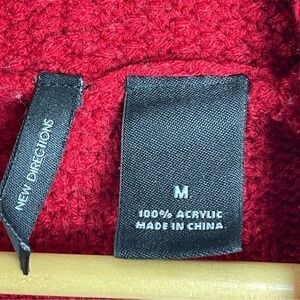 NEW DIRECTIONS
M
100% ACRYLIC
MADE IN CHINA